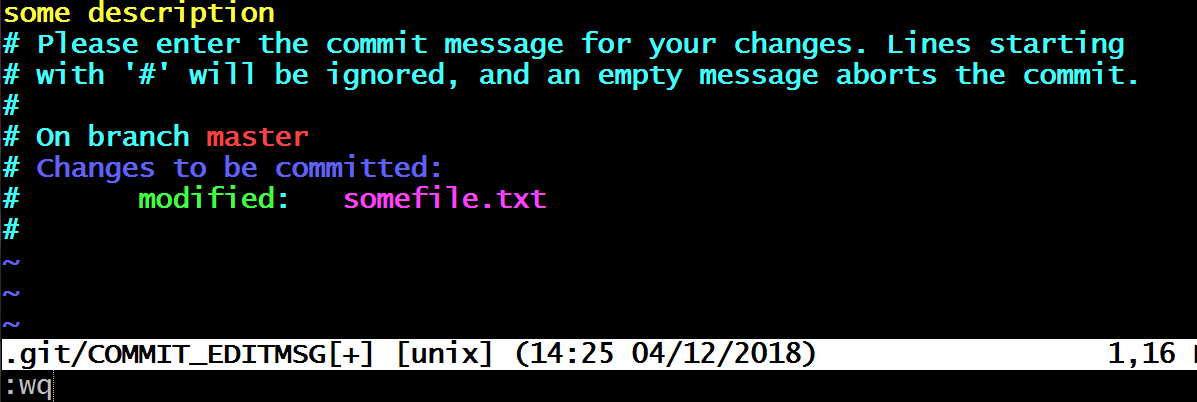 some description
# Please enter the commit message for your changes. Lines starting
# with '#' will be ignored, and an empty message aborts the commit.
#
# On branch master
# Changes to be committed:
#       modified:   somefile.txt
#
~
~
~
.git/COMMIT_EDITMSG[+] [unix] (14:25 04/12/2018) 1,16
:wq